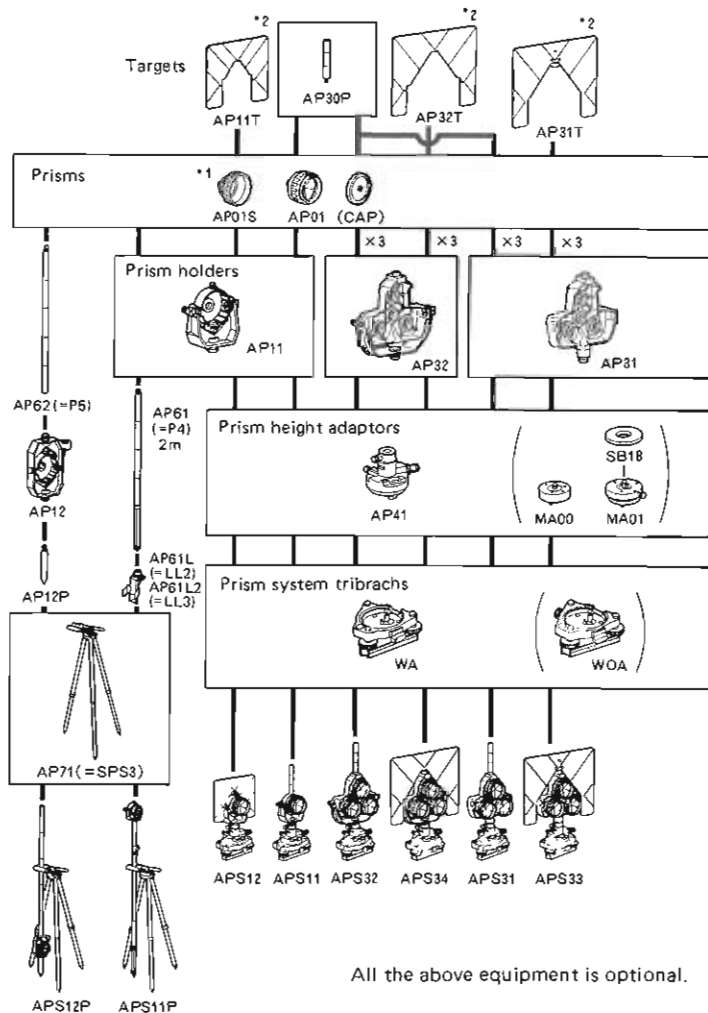 *2
*2
*2
Targets
AP30P
AP11T
AP32T
AP31T
Prisms
*1
AP01S
AP01
(CAP)
×3
×3
×3
×3
Prism holders
AP11
AP32
AP31
AP62 (=P5)
AP61
(=P4)
2m
Prism height adaptors
SB18
AP12
AP41
MA00
MA01
AP12P
AP61L
(=LL2)
AP61L2
(=LL3)
Prism system tribrachs
WA
WOA
AP71 (=SPS3)
APS12
APS11
APS32
APS34
APS31
APS33
All the above equipment is optional.
APS12P
APS11P